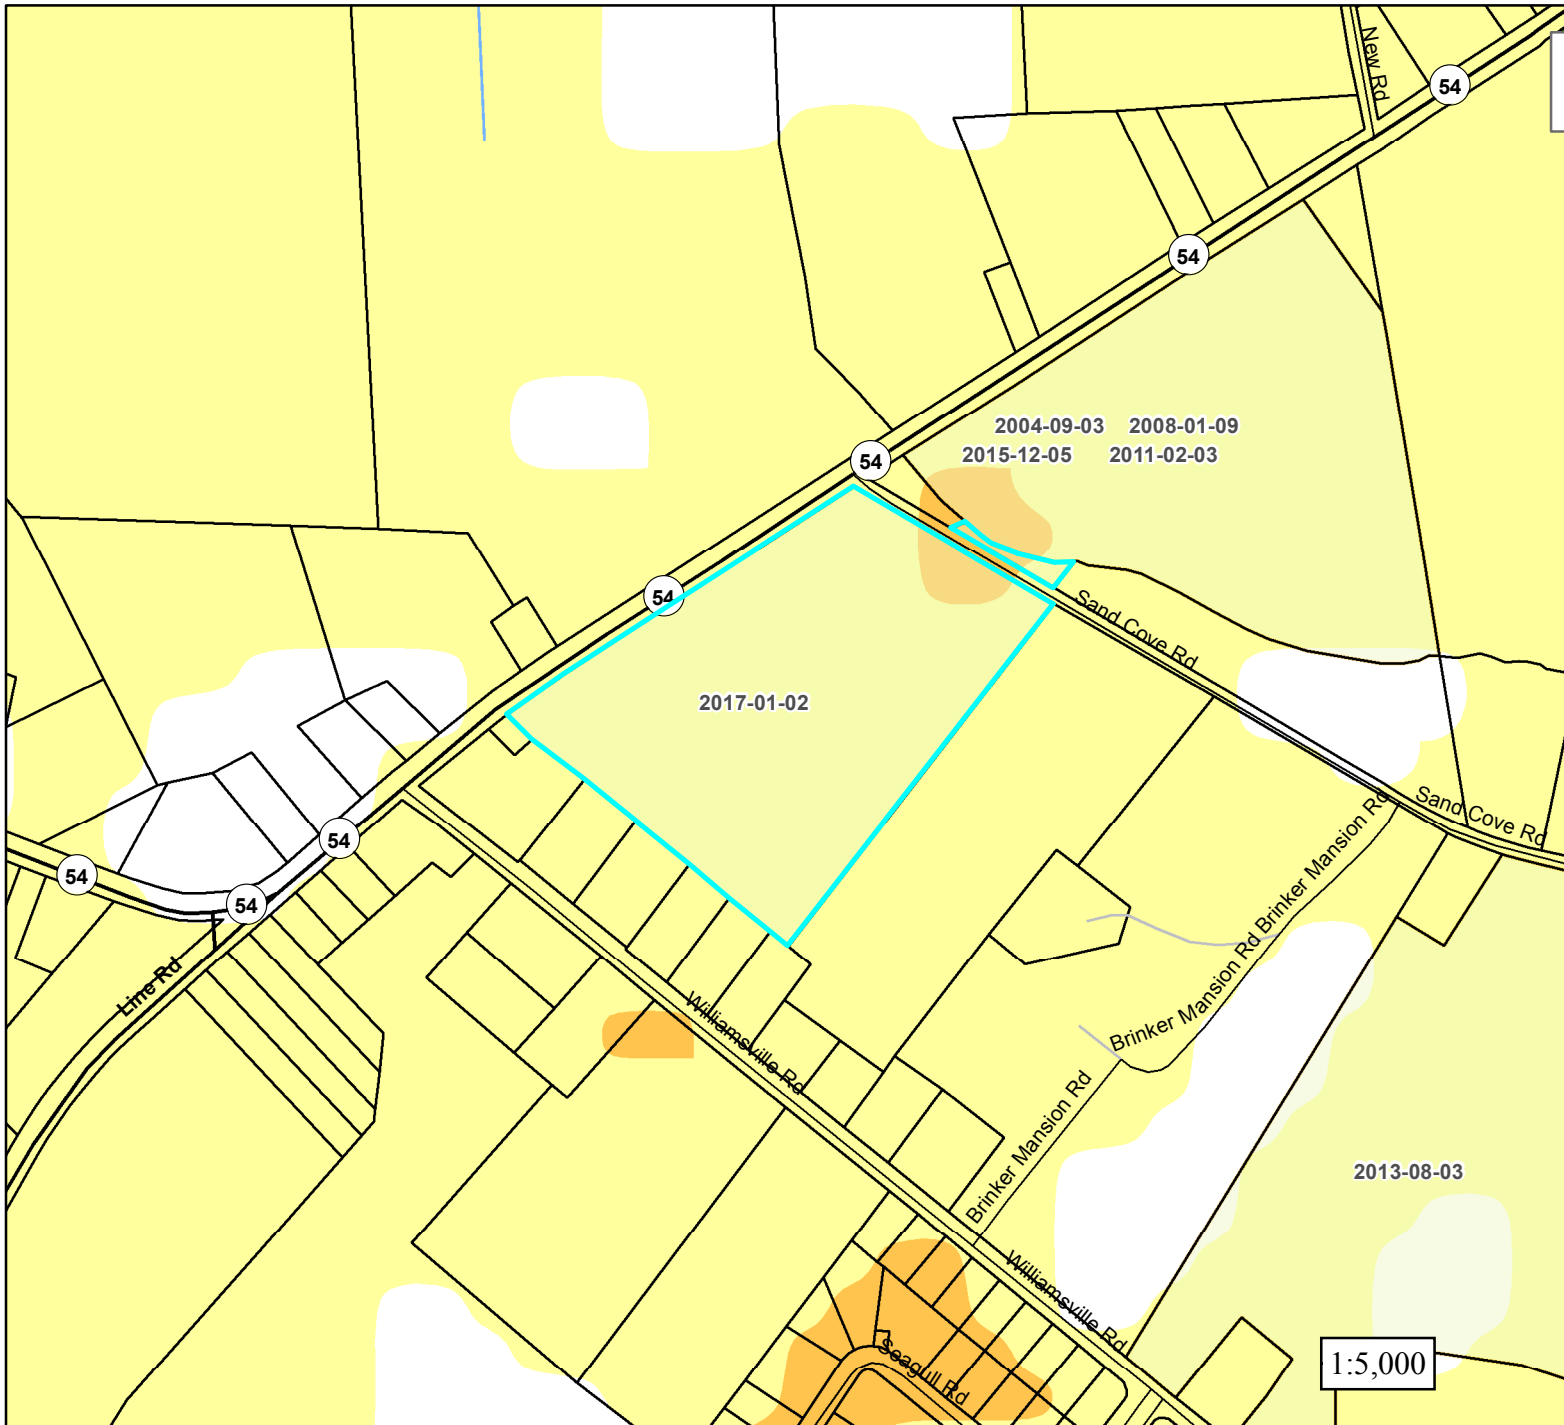 New Rd
54
54
2004-09-03 2008-01-09
2015-12-05 2011-02-03
54
54
Sand Cove Rd
2017-01-02
Sand Cove Rd
54
54
54
Brinker Mansion Rd
Brinker Mansion Rd
Line Rd
Williamsville Rd
Brinker Mansion Rd
2013-08-03
Williamsville Rd
Seagull Rd
1:5,000